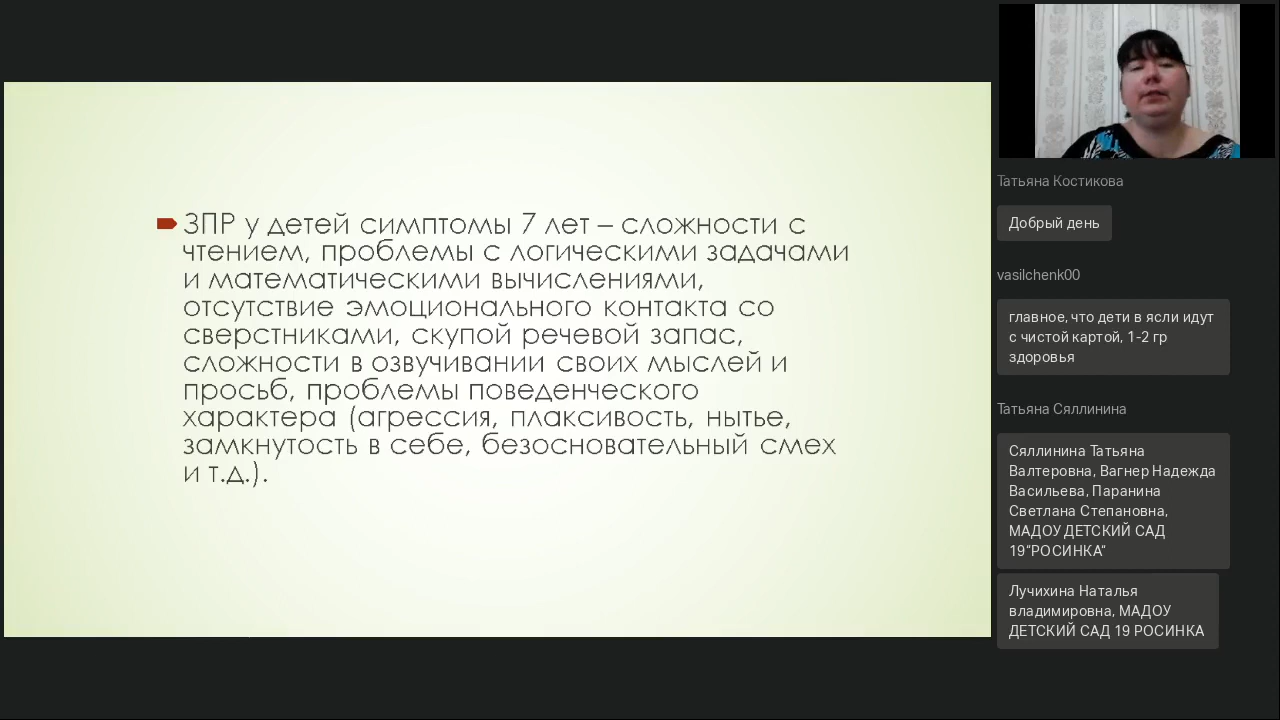 ЗПР у детей симптомы 7 лет – сложности с
чтением, проблемы с логическими задачами
и математическими вычислениями,
отсутствие эмоционального контакта со
сверстниками, скупой речевой запас,
сложности в озвучивании своих мыслей и
просьб, проблемы поведенческого
характера (агрессия, плаксивость, нытье,
замкнутость в себе, безосновательный смех
и т.д.).
Татьяна Костикова
Добрый день
vasilchenk00
главное, что дети в ясли идут
с чистой картой, 1-2 гр
здоровья
Татьяна Сяллинина
Сяллинина Татьяна
Валтеровна, Вагнер Надежда
Васильева, Паранина
Светлана Степановна,
МАДОУ ДЕТСКИЙ САД
19"РОСИНКА"
Лучихина Наталья
владимировна, МАДОУ
ДЕТСКИЙ САД 19 РОСИНКА